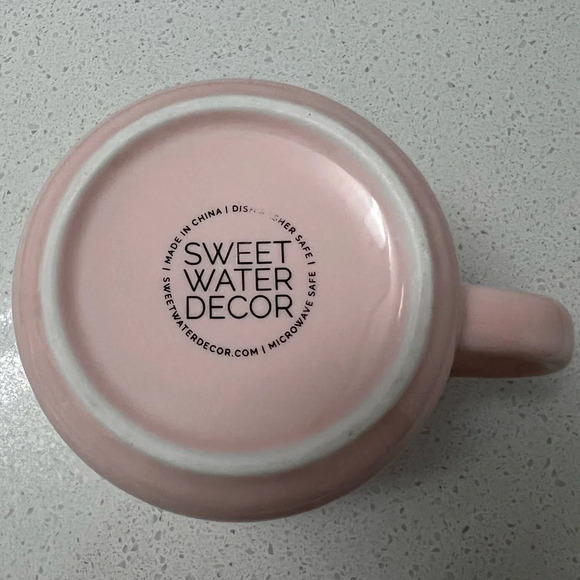 SWEET
WATER
DECOR
| MADE IN CHINA | DISHWASHER SAFE | MICROWAVE SAFE | SWEETWATERDECOR.COM